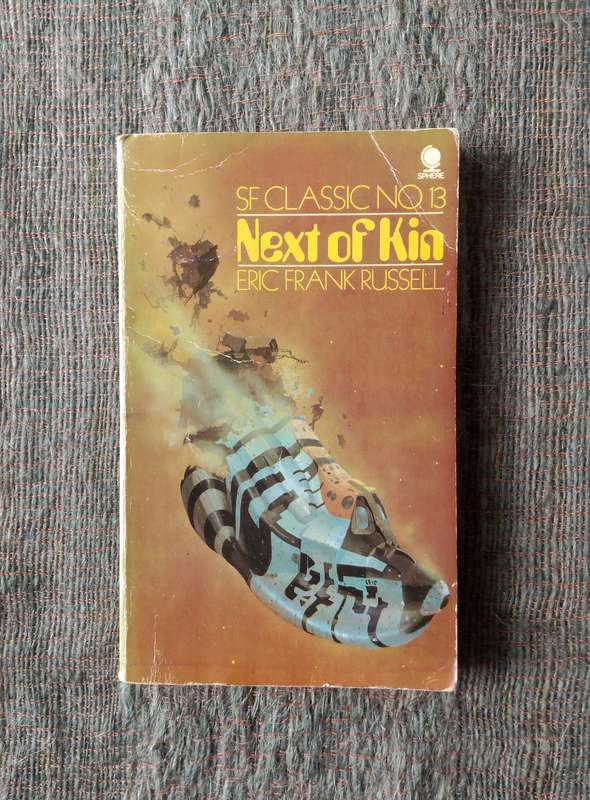 SPHERE
SF CLASSIC NO. 13
Next of Kin
ERIC FRANK RUSSELL